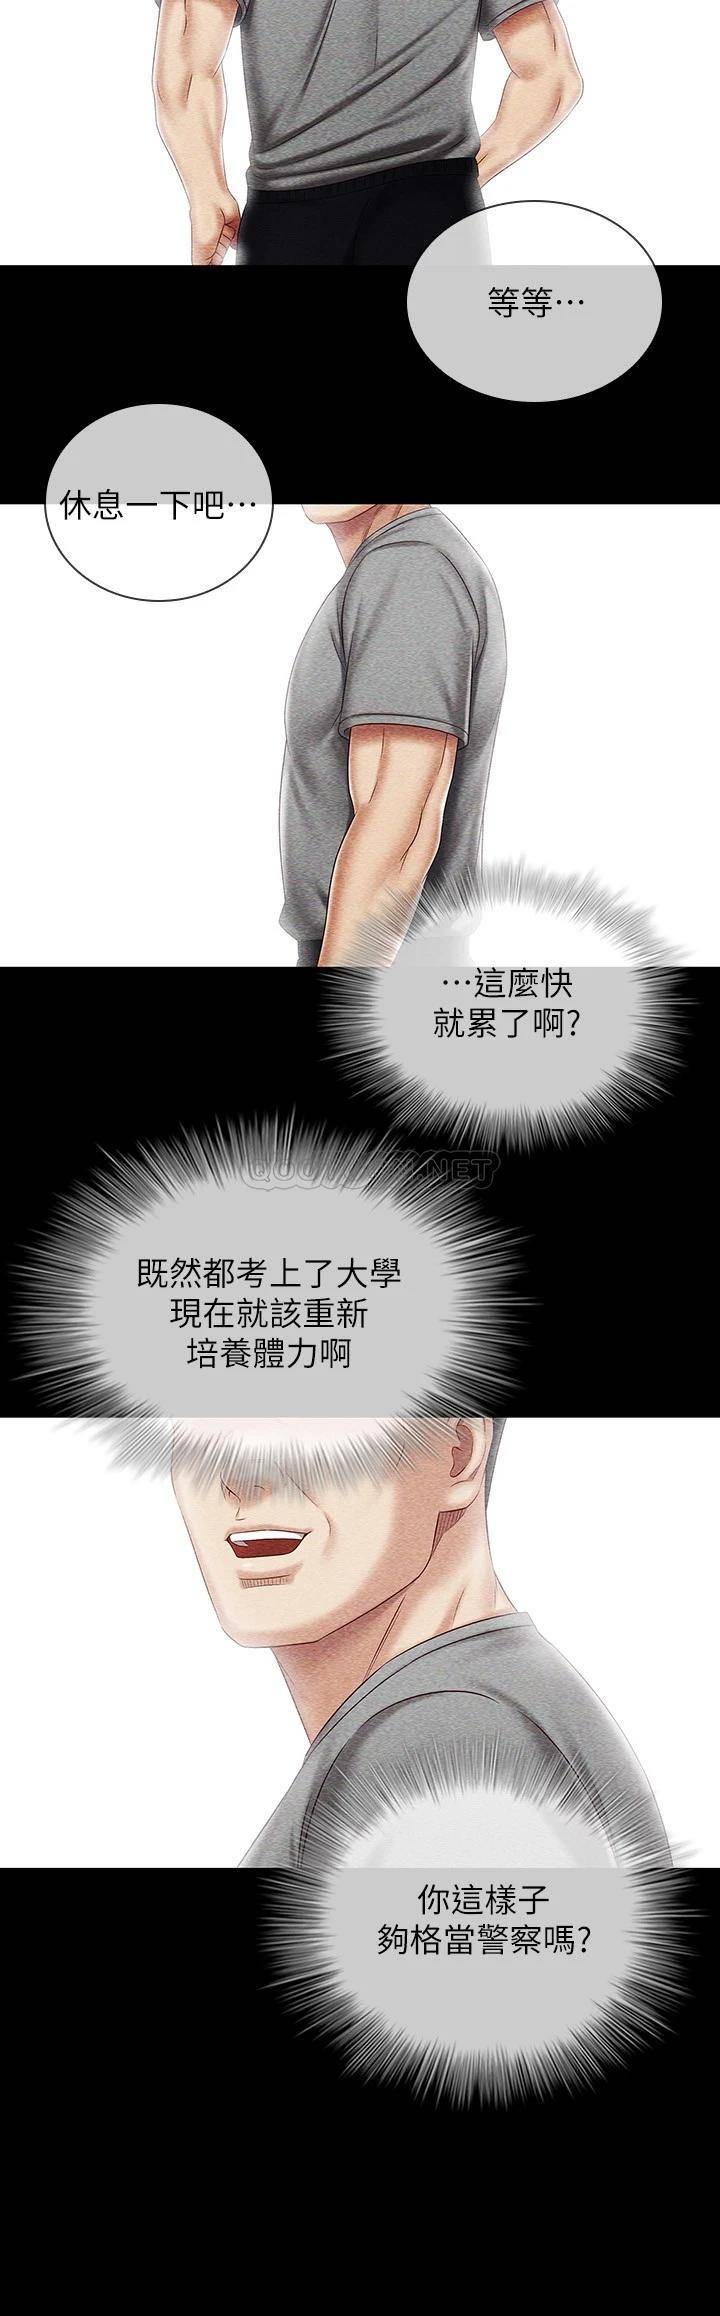 等等…
休息一下吧…
…這麼快
就累了啊?
既然都考上了大學
現在就該重新
培養體力啊
你這樣子
夠格當警察嗎?